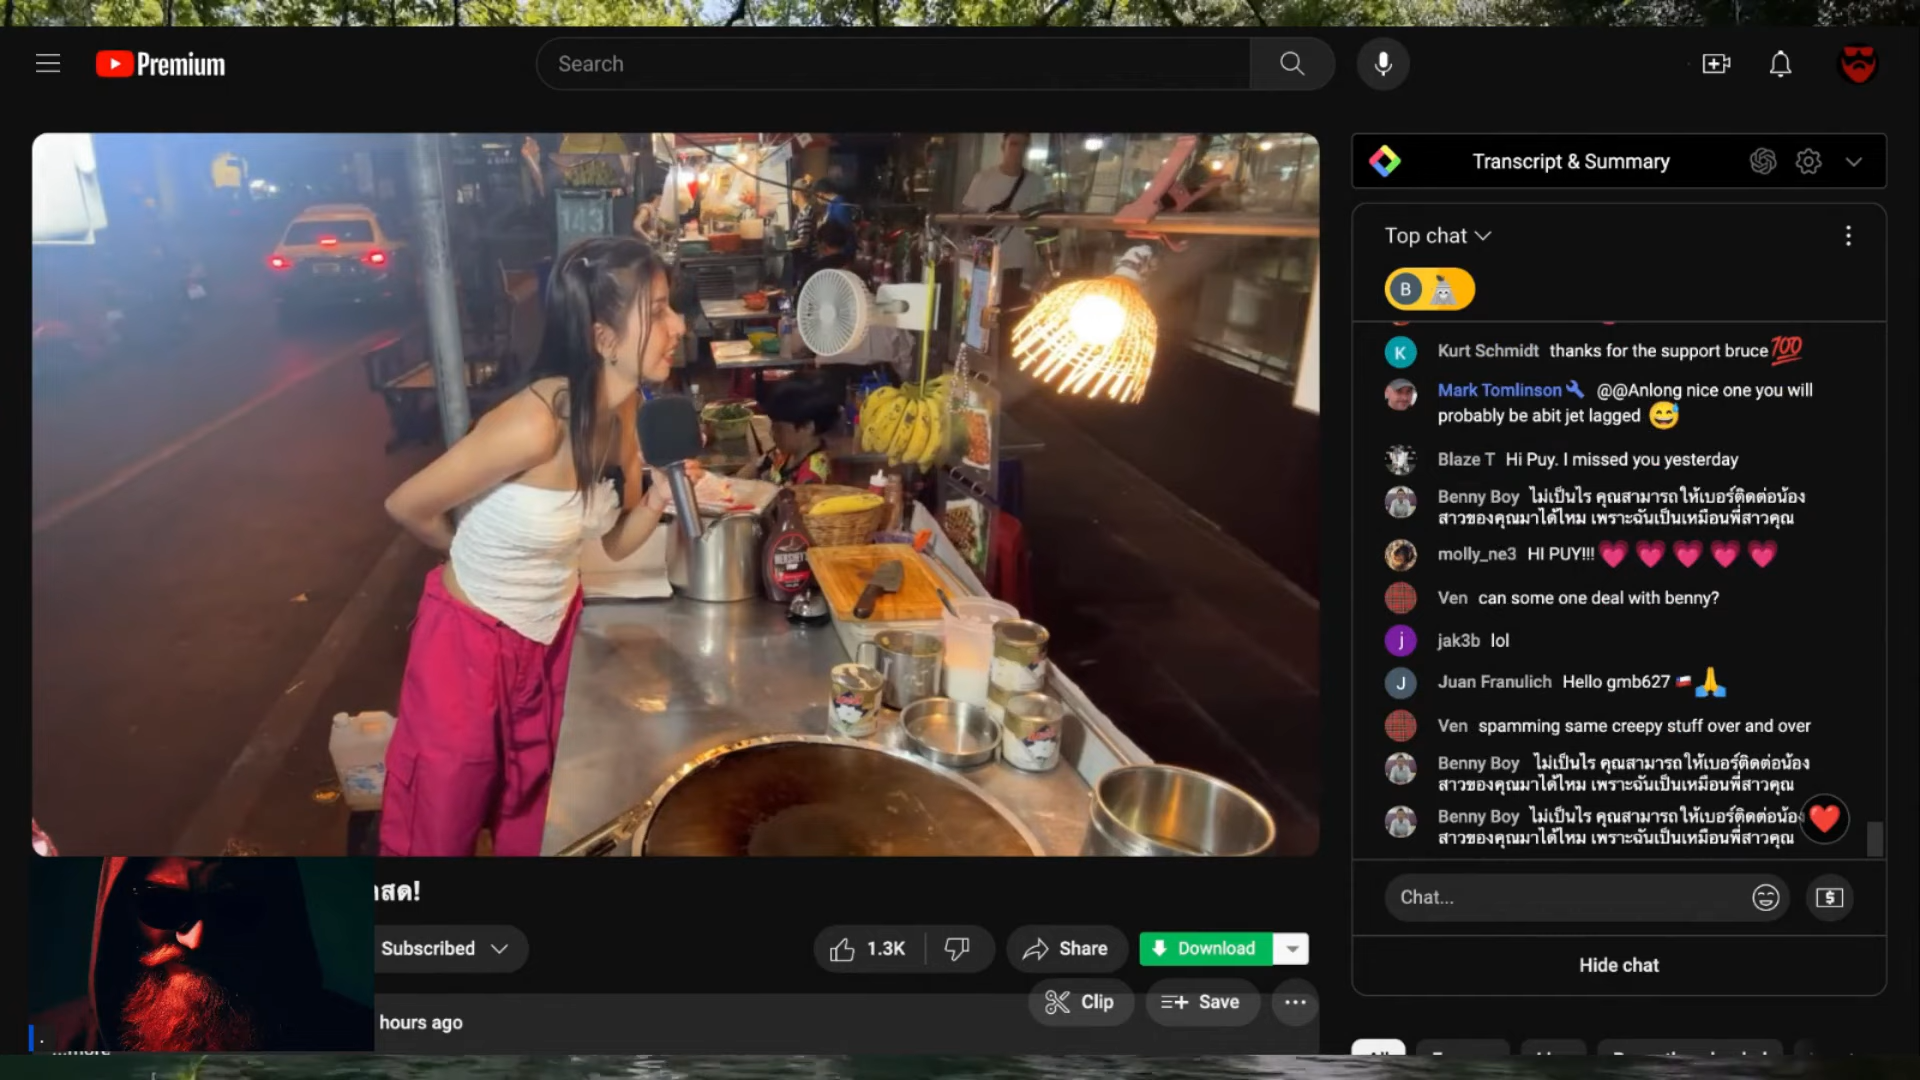 Premium
Search
143
HERSHEY'S
Transcript & Summary
Top chat
B
K
Kurt Schmidt thanks for the support bruce 💯
Mark Tomlinson 🔧 @@Anlong nice one you will
probably be abit jet lagged 😅
Blaze T Hi Puy. I missed you yesterday
Benny Boy ไม่เป็นไร คุณสามารถให้เบอร์ติดต่อน้อง
สาวของคุณมาได้ไหม เพราะฉันเป็นเหมือนพี่สาวคุณ
molly_ne3 HI PUY!!! 💗 💗 💗 💗 💗
Ven can some one deal with benny?
j
jak3b lol
J
Juan Franulich Hello gmb627 🇨🇱 🙏
Ven spamming same creepy stuff over and over
Benny Boy ไม่เป็นไร คุณสามารถให้เบอร์ติดต่อน้อง
สาวของคุณมาได้ไหม เพราะฉันเป็นเหมือนพี่สาวคุณ
Benny Boy ไม่เป็นไร คุณสามารถให้เบอร์ติดต่อน้อง
สาวของคุณมาได้ไหม เพราะฉันเป็นเหมือนพี่สาวคุณ
Chat...
Hide chat
สด!
Subscribed
1.3K
Share
Download
Clip
Save
hours ago
...more